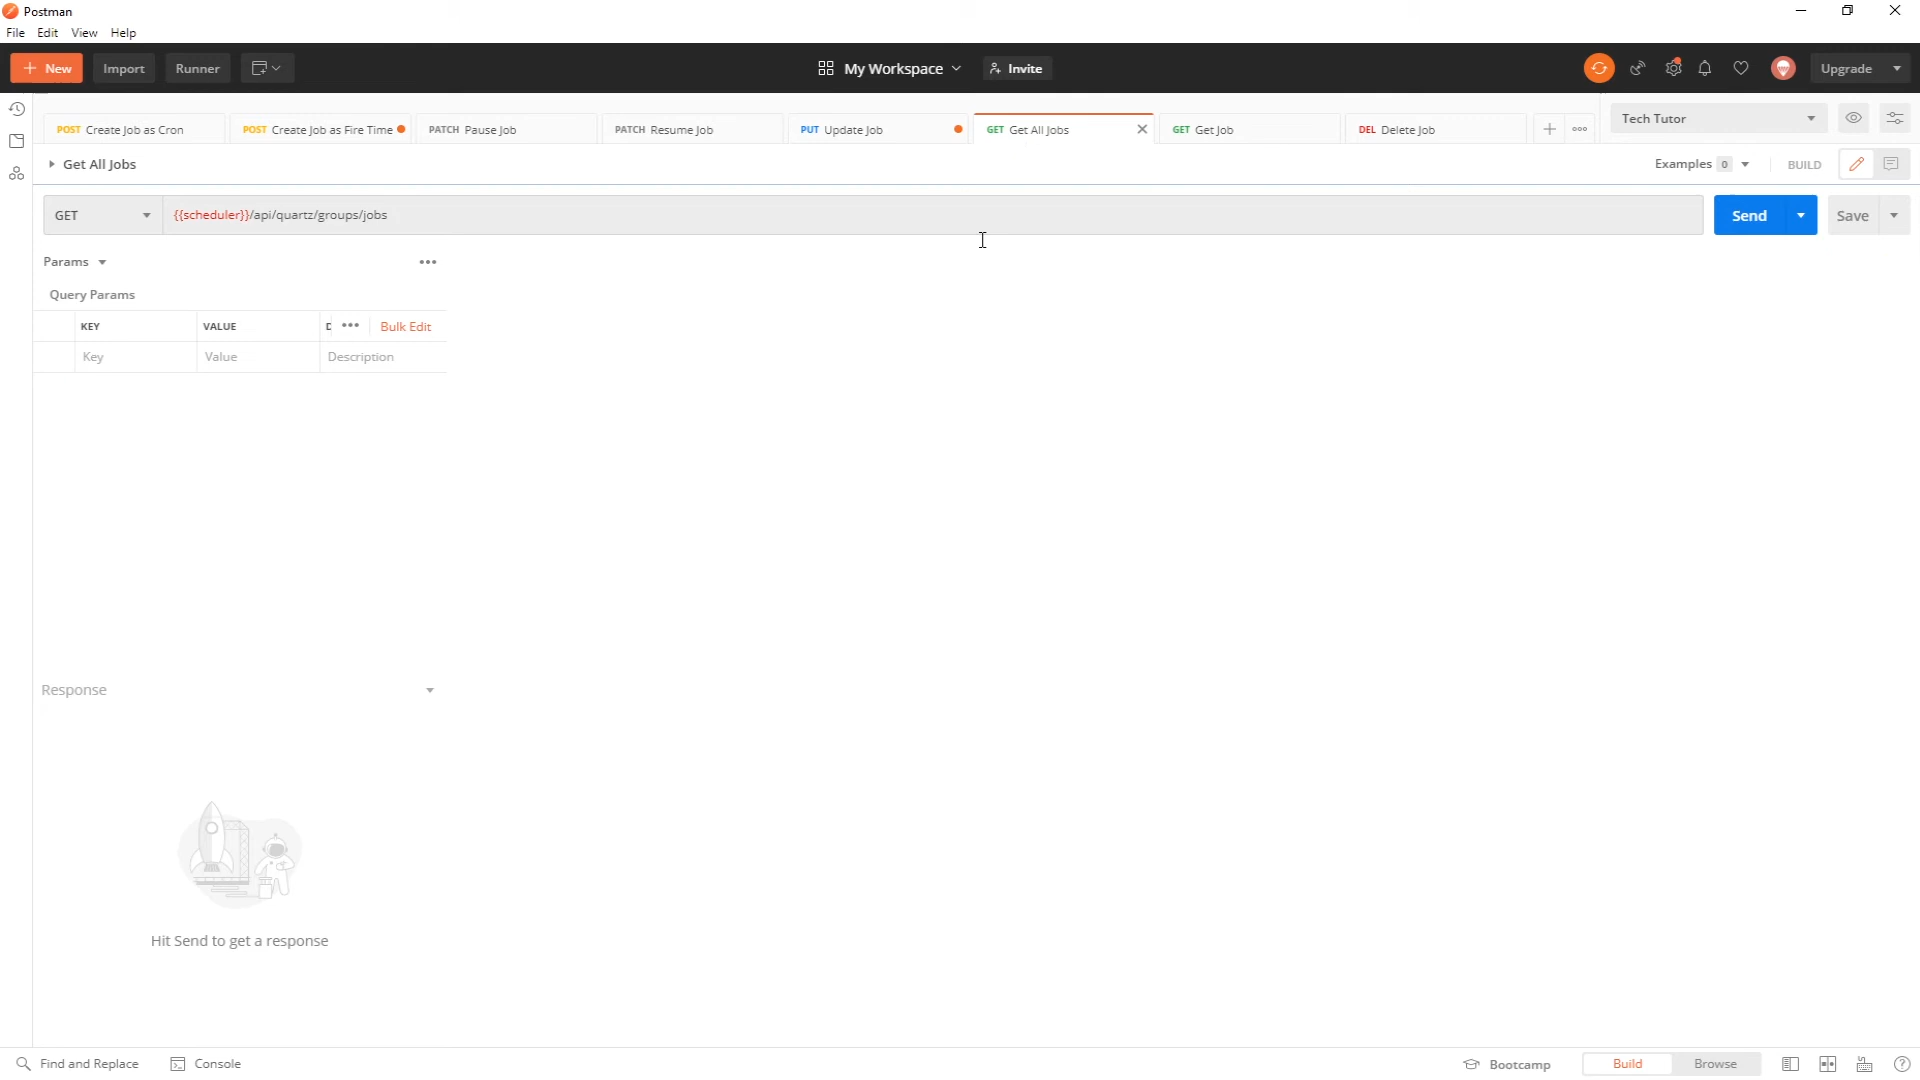 Postman
File Edit View Help
New Import Runner My Workspace Invite Upgrade
POST Create Job as Cron POST Create Job as Fire Time PATCH Pause Job PATCH Resume Job PUT Update Job GET Get All Jobs GET Get Job DEL Delete Job Tech Tutor
Get All Jobs Examples 0 BUILD
GET {{scheduler}}/api/quartz/groups/jobs Send Save
Params
Query Params
KEY VALUE Bulk Edit
Key Value Description
Response
Hit Send to get a response
Find and Replace Console Bootcamp Build Browse